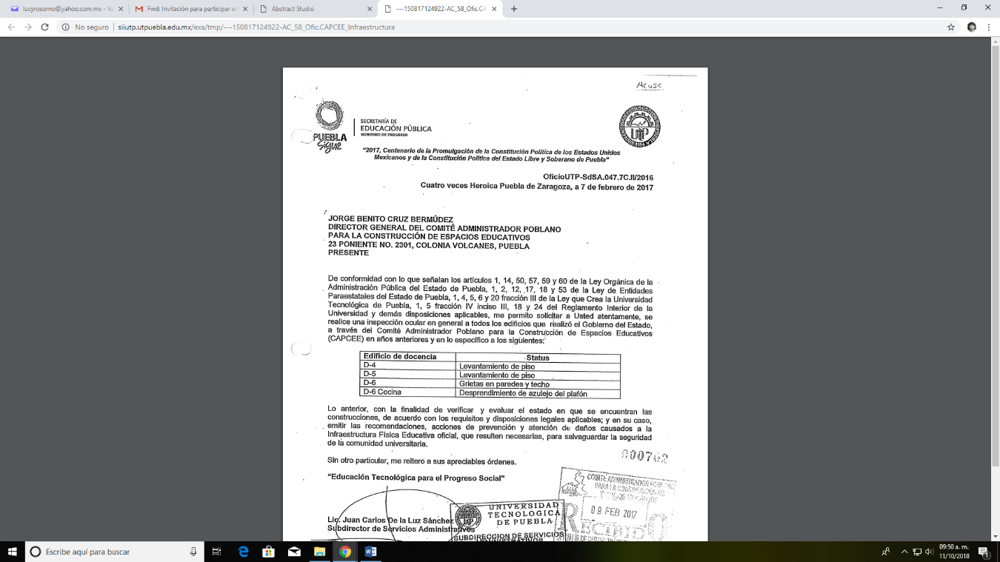 lucyrosorno@yahoo.com.mx - Ya
Fwd: Invitación para participar en
Abstract Studio
---150817124922-AC_58_Ofic.CA
No seguro | siiutp.utpuebla.edu.mx/exa/tmp/---150817124922-AC_58_Ofic.CAPCEE_Infraestructura
Acuse
SECRETARÍA DE
EDUCACIÓN PÚBLICA
GOBIERNO DE PROGRESO
PUEBLA
Sigue
UTP
"2017, Centenario de la Promulgación de la Constitución Política de los Estados Unidos
Mexicanos y de la Constitución Política del Estado Libre y Soberano de Puebla"
OficioUTP-SdSA.047.7C.II/2016
Cuatro veces Heroica Puebla de Zaragoza, a 7 de febrero de 2017
JORGE BENITO CRUZ BERMÚDEZ
DIRECTOR GENERAL DEL COMITÉ ADMINISTRADOR POBLANO
PARA LA CONSTRUCCIÓN DE ESPACIOS EDUCATIVOS
23 PONIENTE NO. 2301, COLONIA VOLCANES, PUEBLA
PRESENTE
De conformidad con lo que señalan los artículos 1, 14, 50, 57, 59 y 60 de la Ley Orgánica de la
Administración Pública del Estado de Puebla, 1, 2, 12, 17, 18 y 53 de la Ley de Entidades
Paraestatales del Estado de Puebla, 1, 4, 5, 6 y 20 fracción III de la Ley que Crea la Universidad
Tecnológica de Puebla, 1, 5 fracción IV inciso III, 18 y 24 del Reglamento Interior de la
Universidad y demás disposiciones aplicables, me permito solicitar a Usted atentamente, se
realice una inspección ocular en general a todos los edificios que realizó el Gobierno del Estado,
a través del Comité Administrador Poblano para la Construcción de Espacios Educativos
(CAPCEE) en años anteriores y en lo específico a los siguientes:
Edificio de docencia Status
D-4 Levantamiento de piso
D-5 Levantamiento de piso
D-6 Grietas en paredes y techo
D-6 Cocina Desprendimiento de azulejo del plafón
Lo anterior, con la finalidad de verificar y evaluar el estado en que se encuentran las
construcciones, de acuerdo con los requisitos y disposiciones legales aplicables; y en su caso,
emitir las recomendaciones, acciones de prevención y atención de daños causados a la
Infraestructura Física Educativa oficial, que resulten necesarias, para salvaguardar la seguridad
de la comunidad universitaria.
000702
Sin otro particular, me reitero a sus apreciables órdenes.
"Educación Tecnológica para el Progreso Social"
COMITÉ ADMINISTRADOR POBLANO
PARA LA CONSTRUCCIÓN DE
09 FEB 2017
RECIBIDO
UNIVERSIDAD
TECNOLOGICA
DE PUEBLA
SUBDIRECCION DE SERVICIOS
Lic. Juan Carlos De la Luz Sánchez
Subdirector de Servicios Administrativos
Escribe aquí para buscar
09:50 a. m.
11/10/2018
1